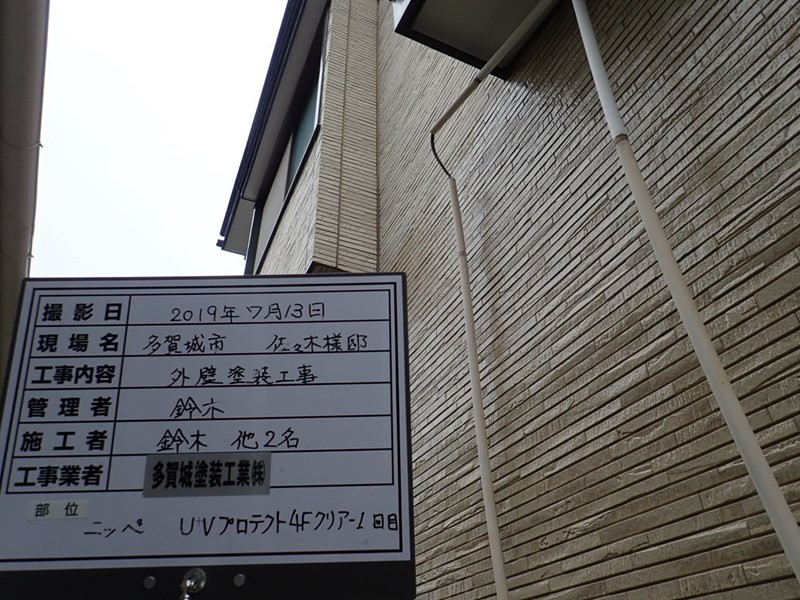 撮影日 2019年7月13日
現場名 多賀城市 佐々木様邸
工事内容 外壁塗装工事
管理者 鈴木
施工者 鈴木 他2名
工事業者 多賀城塗装工業㈱
部位
ニッペ UVプロテクト4Fクリアー1回目